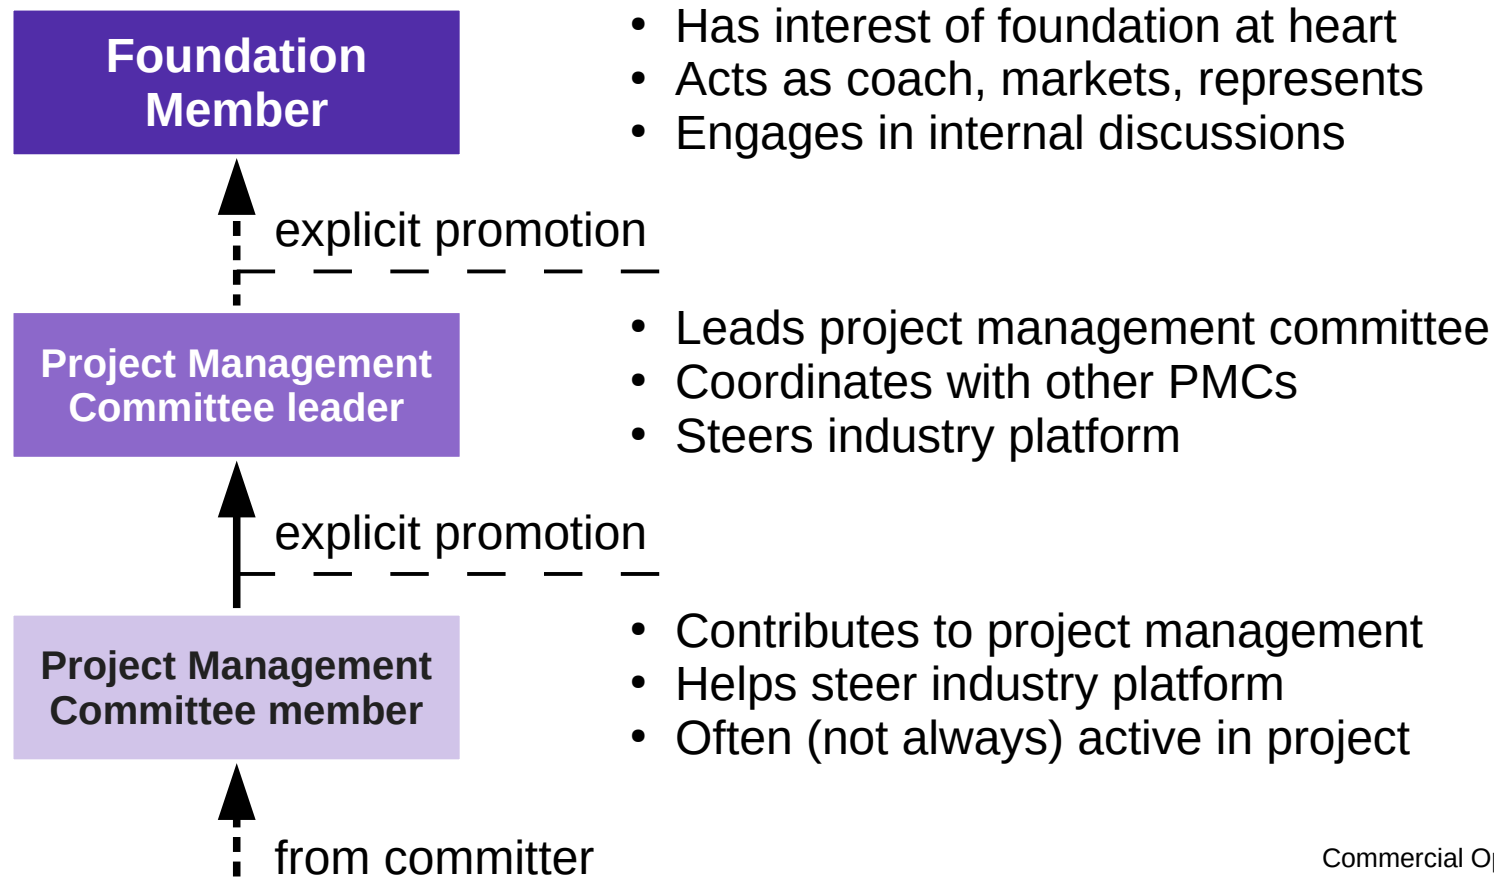 Foundation
Member
• Has interest of foundation at heart
• Acts as coach, markets, represents
• Engages in internal discussions
explicit promotion
Project Management
Committee leader
• Leads project management committee
• Coordinates with other PMCs
• Steers industry platform
explicit promotion
Project Management
Committee member
• Contributes to project management
• Helps steer industry platform
• Often (not always) active in project
from committer
Commercial